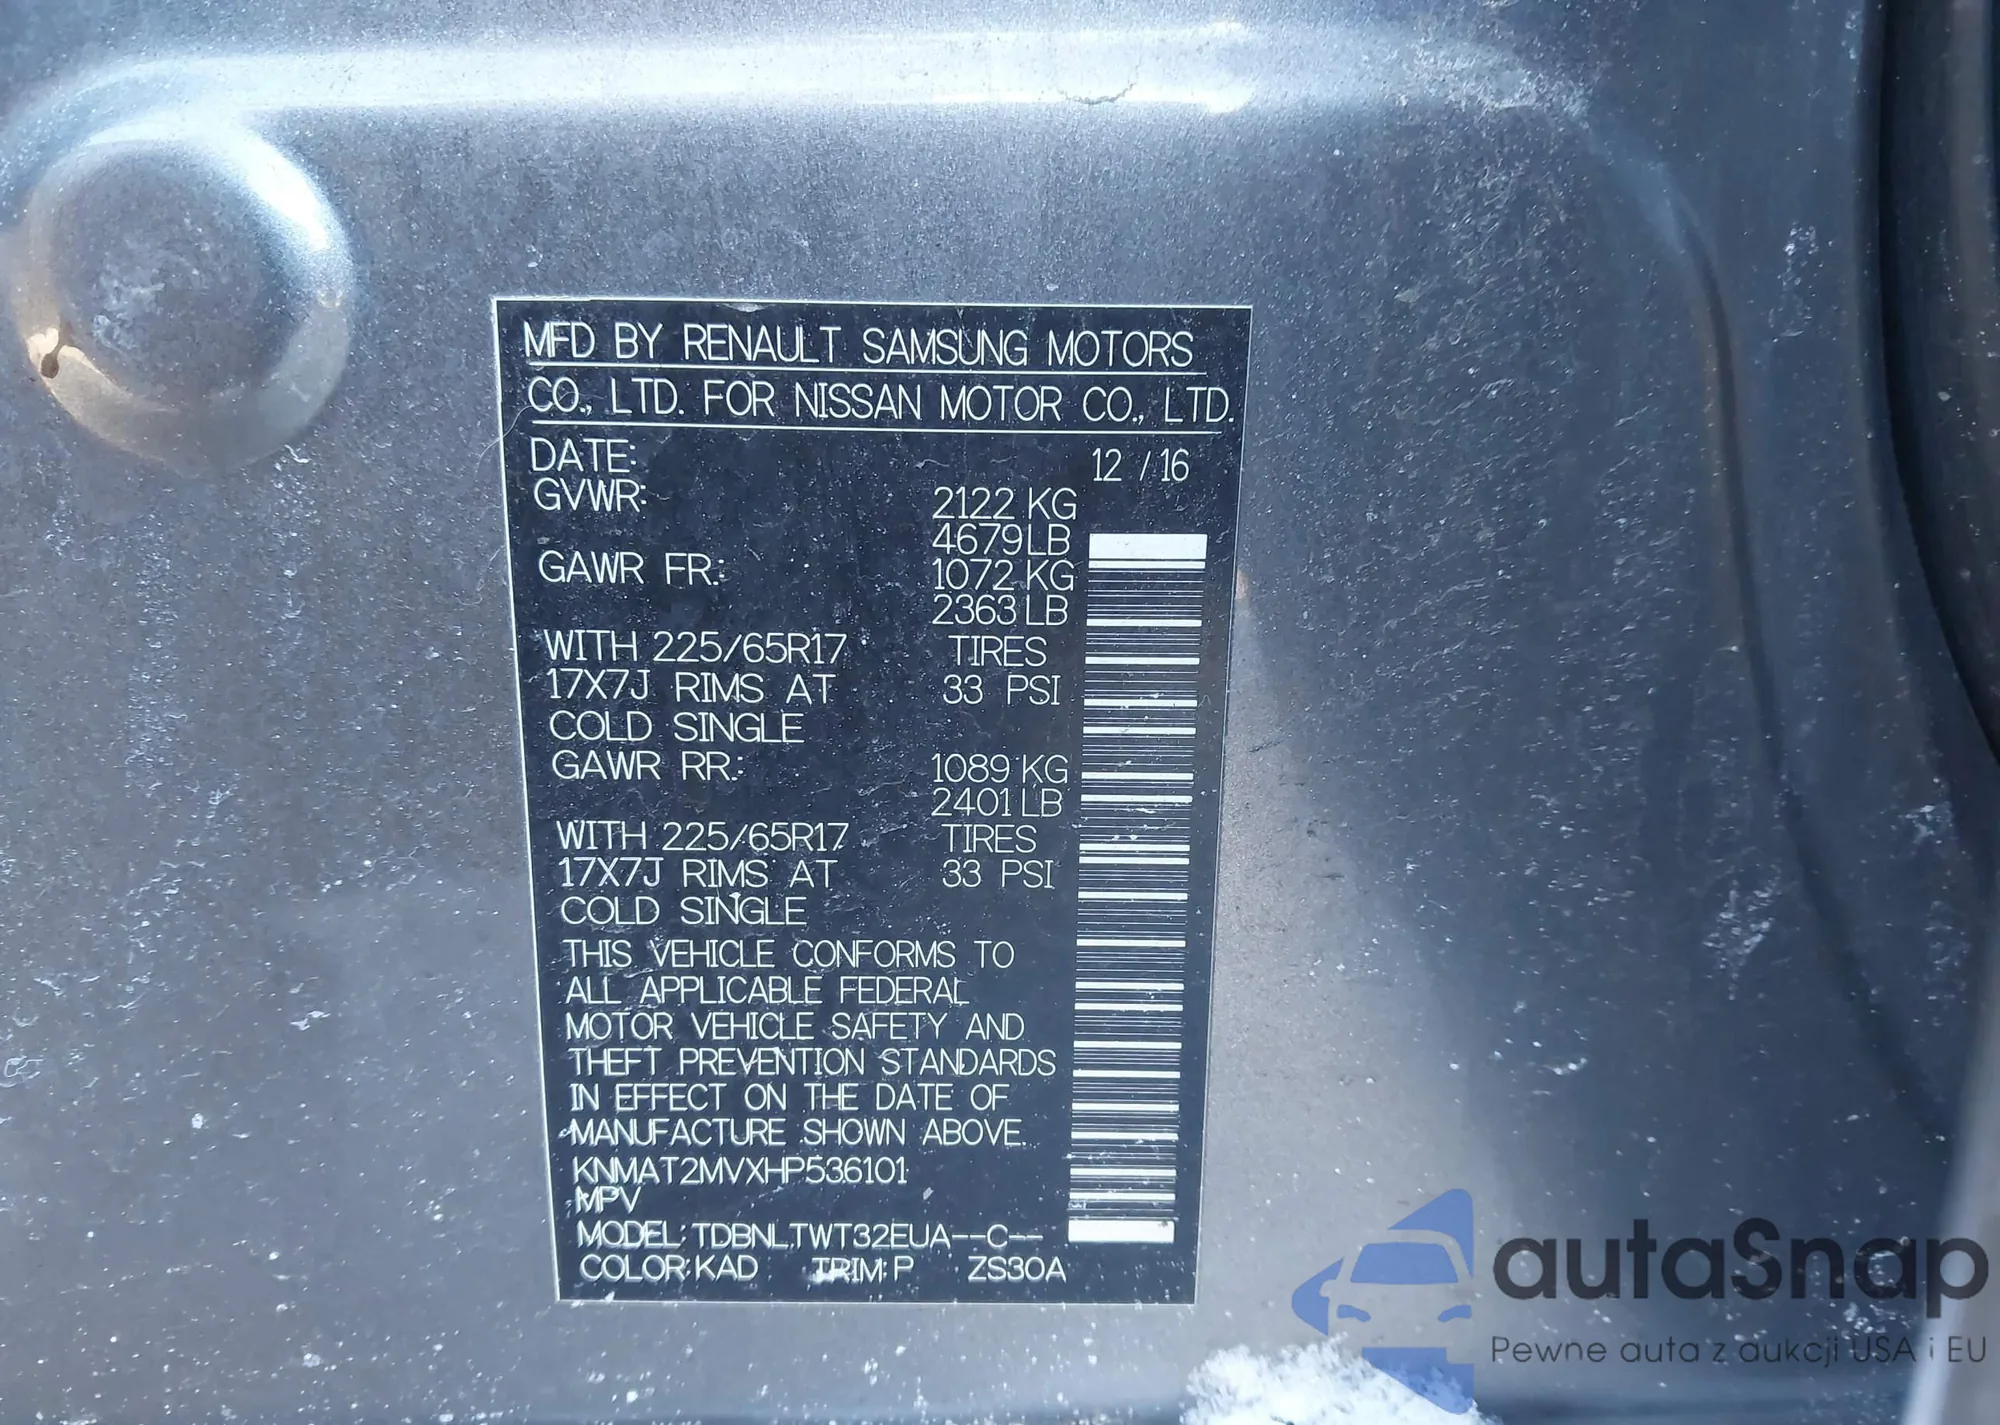 MFD BY RENAULT SAMSUNG MOTORS
CO., LTD. FOR NISSAN MOTOR CO., LTD.
DATE: 12 / 16
GVWR: 2122 KG
4679 LB
GAWR FR.: 1072 KG
2363 LB
WITH 225/65R17 TIRES
17X7J RIMS AT 33 PSI
COLD SINGLE
GAWR RR.: 1089 KG
2401 LB
WITH 225/65R17 TIRES
17X7J RIMS AT 33 PSI
COLD SINGLE
THIS VEHICLE CONFORMS TO
ALL APPLICABLE FEDERAL
MOTOR VEHICLE SAFETY AND
THEFT PREVENTION STANDARDS
IN EFFECT ON THE DATE OF
MANUFACTURE SHOWN ABOVE.
KNMAT2MVXHP536101
MPV
MODEL: TDBNLTWT32EUA--C--
COLOR: KAD TRIM: P ZS30A
autaSnap
Pewne auta z aukcji USA i EU